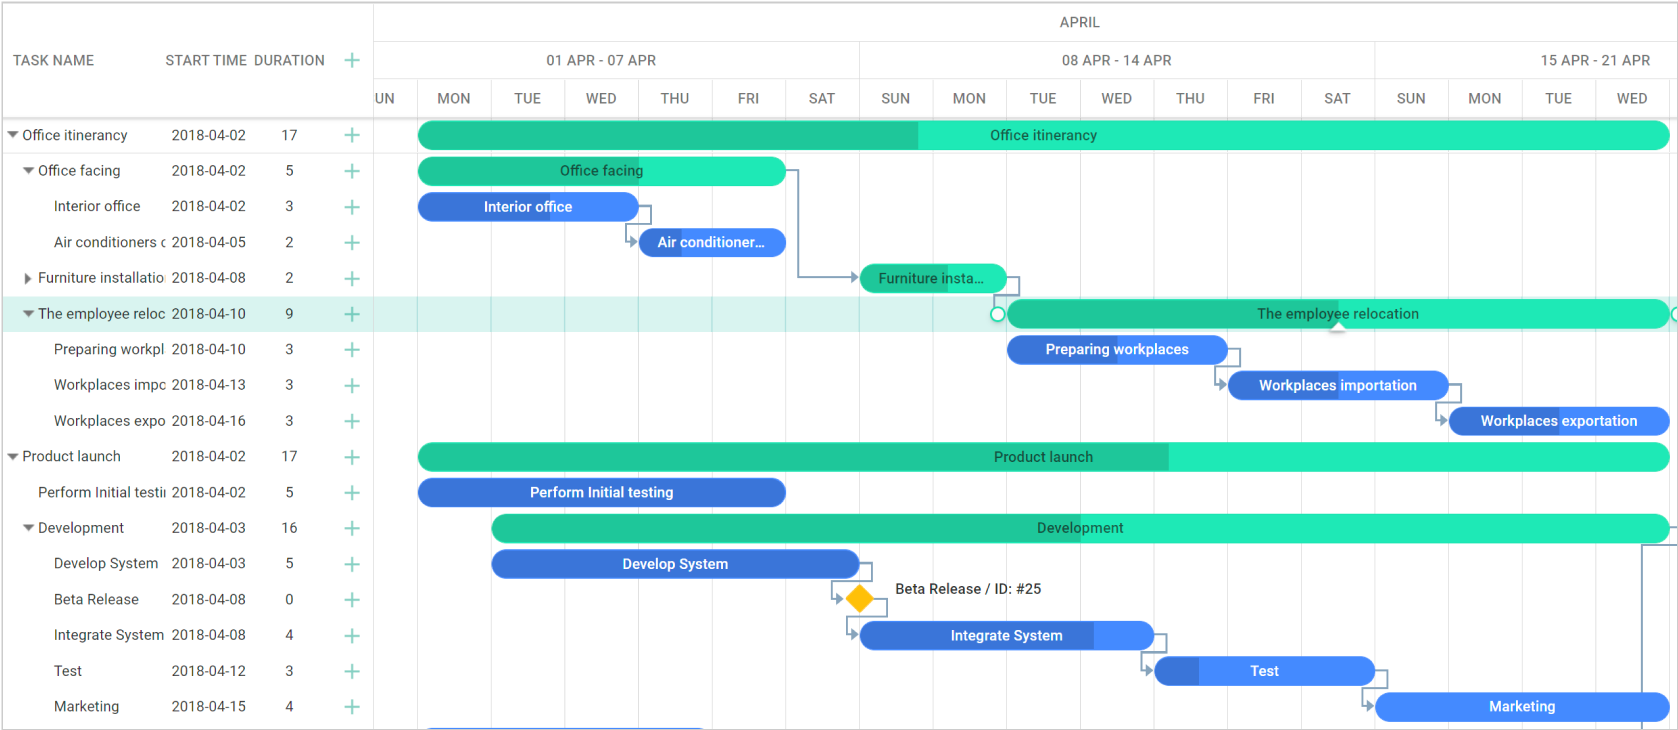 APRIL
TASK NAME START TIME DURATION + 01 APR - 07 APR 08 APR - 14 APR 15 APR - 21 APR
UN MON TUE WED THU FRI SAT SUN MON TUE WED THU FRI SAT SUN MON TUE WED
Office itinerancy 2018-04-02 17 + Office itinerancy
Office facing 2018-04-02 5 + Office facing
Interior office 2018-04-02 3 + Interior office
Air conditioners c 2018-04-05 2 + Air conditioner...
Furniture installatio 2018-04-08 2 + Furniture insta...
The employee reloc 2018-04-10 9 + The employee relocation
Preparing workpl 2018-04-10 3 + Preparing workplaces
Workplaces impo 2018-04-13 3 + Workplaces importation
Workplaces expo 2018-04-16 3 + Workplaces exportation
Product launch 2018-04-02 17 + Product launch
Perform Initial testi 2018-04-02 5 + Perform Initial testing
Development 2018-04-03 16 + Development
Develop System 2018-04-03 5 + Develop System
Beta Release 2018-04-08 0 + Beta Release / ID: #25
Integrate System 2018-04-08 4 + Integrate System
Test 2018-04-12 3 + Test
Marketing 2018-04-15 4 + Marketing